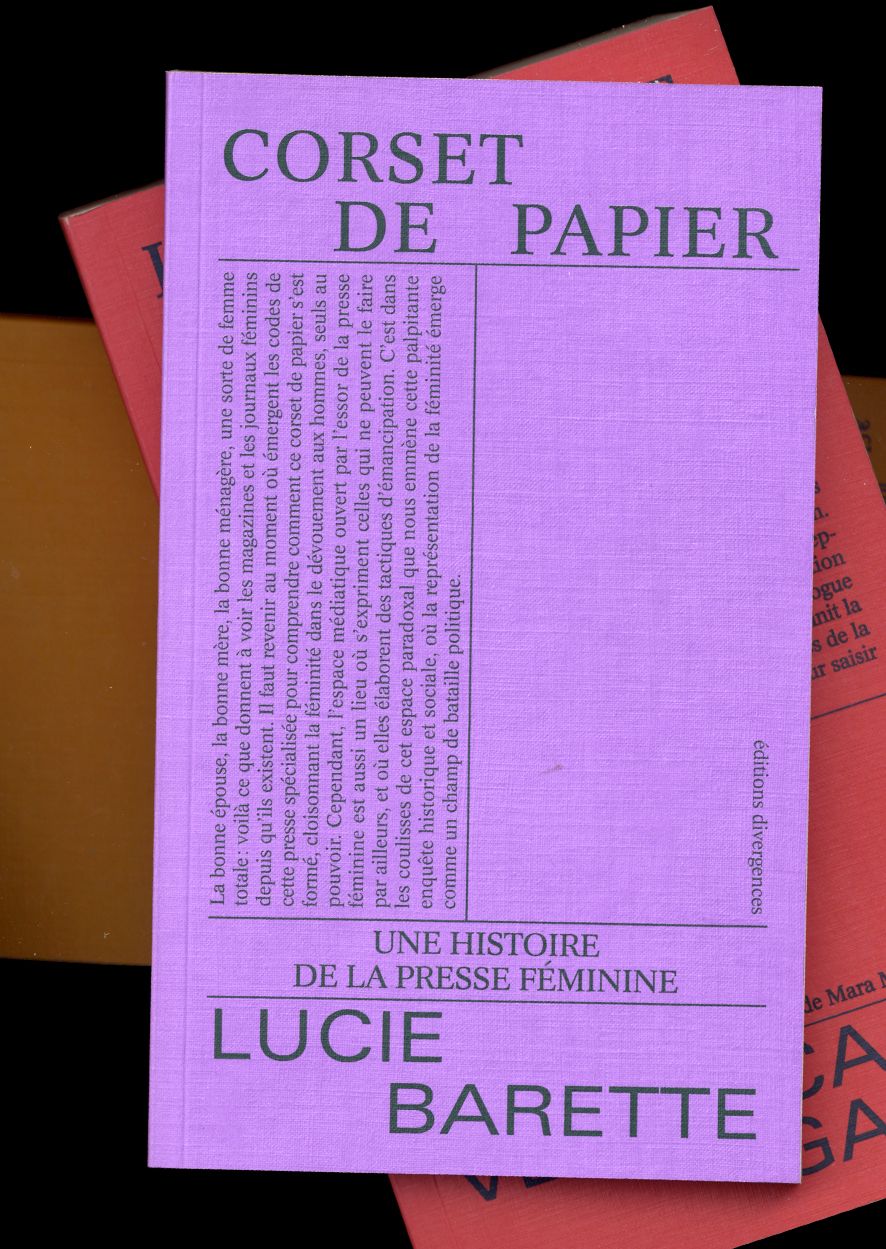 CORSET
DE PAPIER
La bonne épouse, la bonne mère, la bonne ménagère, une sorte de femme
totale : voilà ce que donnent à voir les magazines et les journaux féminins
depuis qu'ils existent. Il faut revenir au moment où émergent les codes de
cette presse spécialisée pour comprendre comment ce corset de papier s'est
formé, cloisonnant la féminité dans le dévouement aux hommes, seuls au
pouvoir. Cependant, l'espace médiatique ouvert par l'essor de la presse
féminine est aussi un lieu où s'expriment celles qui ne peuvent le faire
par ailleurs, et où elles élaborent des tactiques d'émancipation. C'est dans
les coulisses de cet espace paradoxal que nous emmène cette palpitante
enquête historique et sociale, où la représentation de la féminité émerge
comme un champ de bataille politique.
éditions divergences
UNE HISTOIRE
DE LA PRESSE FÉMININE
LUCIE
BARETTE
s de la
saisir
de Mara
CA
GA